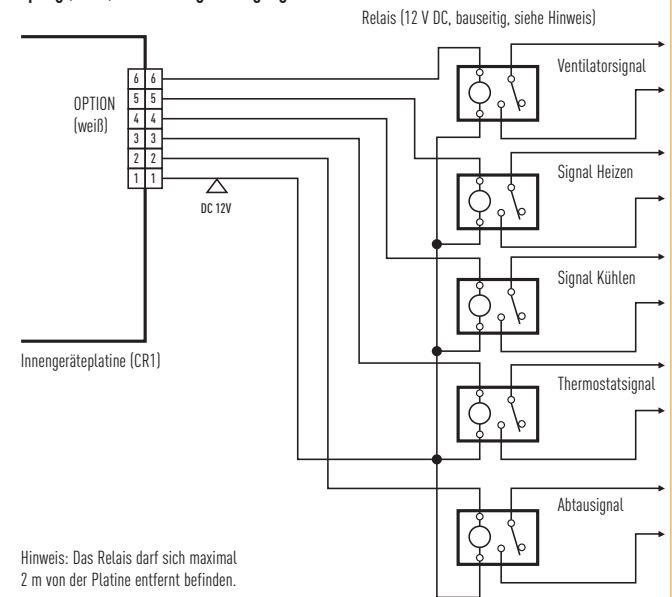 Relais (12 V DC, bauseitig, siehe Hinweis)
Ventilatorsignal
OPTION
(weiß)
6 6
5 5
4 4
3 3
2 2
1 1
DC 12V
Signal Heizen
Signal Kühlen
Innengeräteplatine (CR1)
Thermostatsignal
Abtausignal
Hinweis: Das Relais darf sich maximal
2 m von der Platine entfernt befinden.